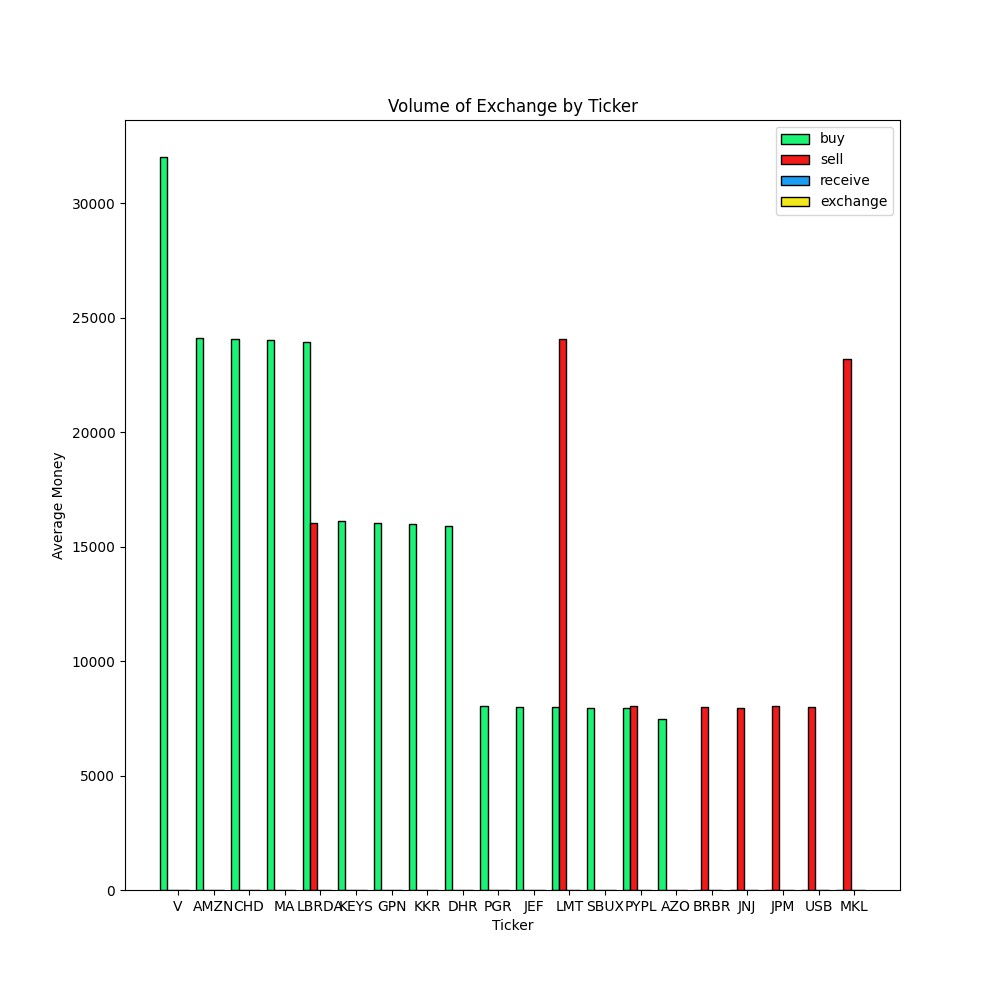 Volume of Exchange by Ticker
buy
sell
receive
exchange
30000
25000
20000
15000
10000
5000
0
Average Money
V AMZN CHD MA LBRDA KEYS GPN KKR DHR PGR JEF LMT SBUX PYPL AZO BRBR JNJ JPM USB MKL
Ticker